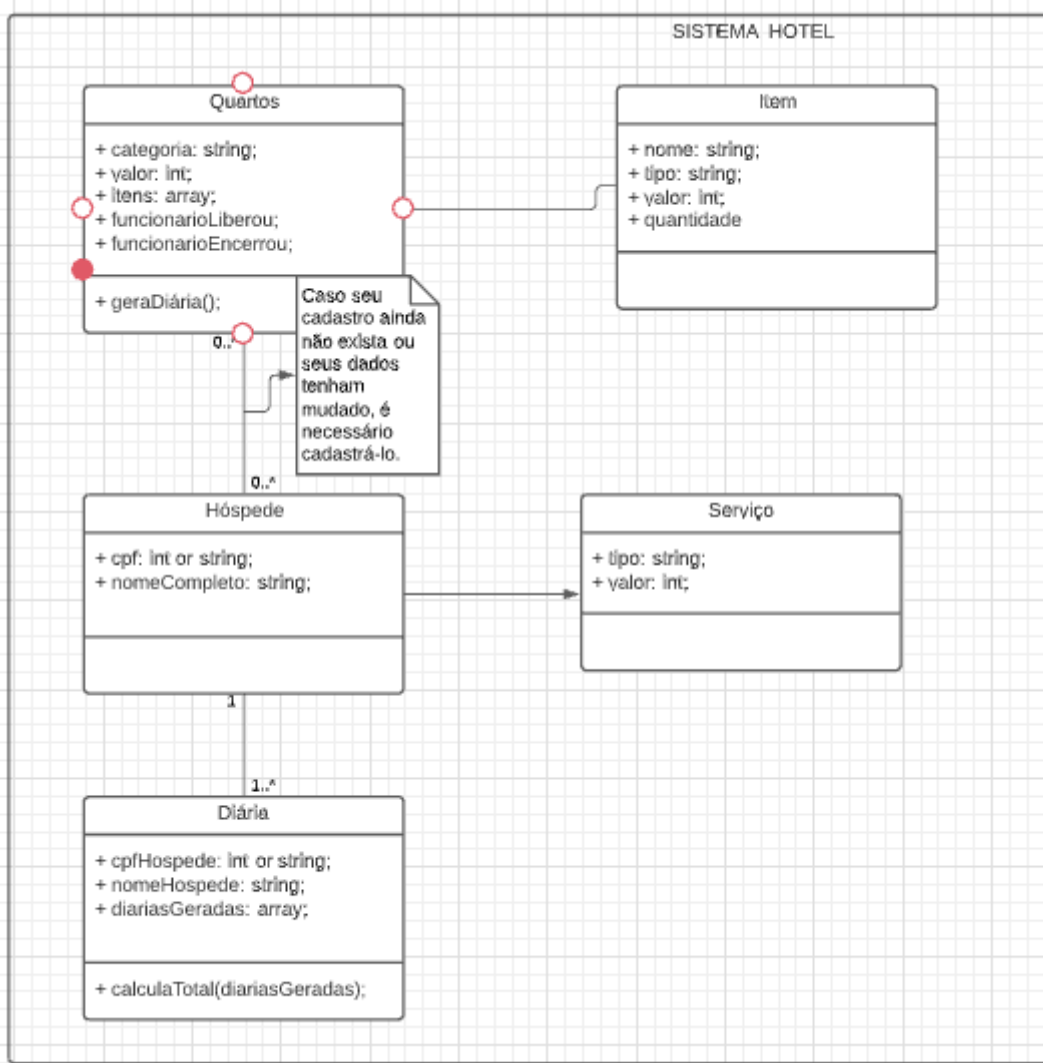 SISTEMA HOTEL
Quartos
+ categoria: string;
+ valor: int;
+ itens: array;
+ funcionarioLiberou;
+ funcionarioEncerrou;
+ geraDiária();
Item
+ nome: string;
+ tipo: string;
+ valor: int;
+ quantidade
Caso seu
cadastro ainda
não exista ou
seus dados
tenham
mudado, é
necessário
cadastrá-lo.
0..*
0..*
Hóspede
+ cpf: int or string;
+ nomeCompleto: string;
Serviço
+ tipo: string;
+ valor: int;
1
1..*
Diária
+ cpfHospede: int or string;
+ nomeHospede: string;
+ diariasGeradas: array;
+ calculaTotal(diariasGeradas);